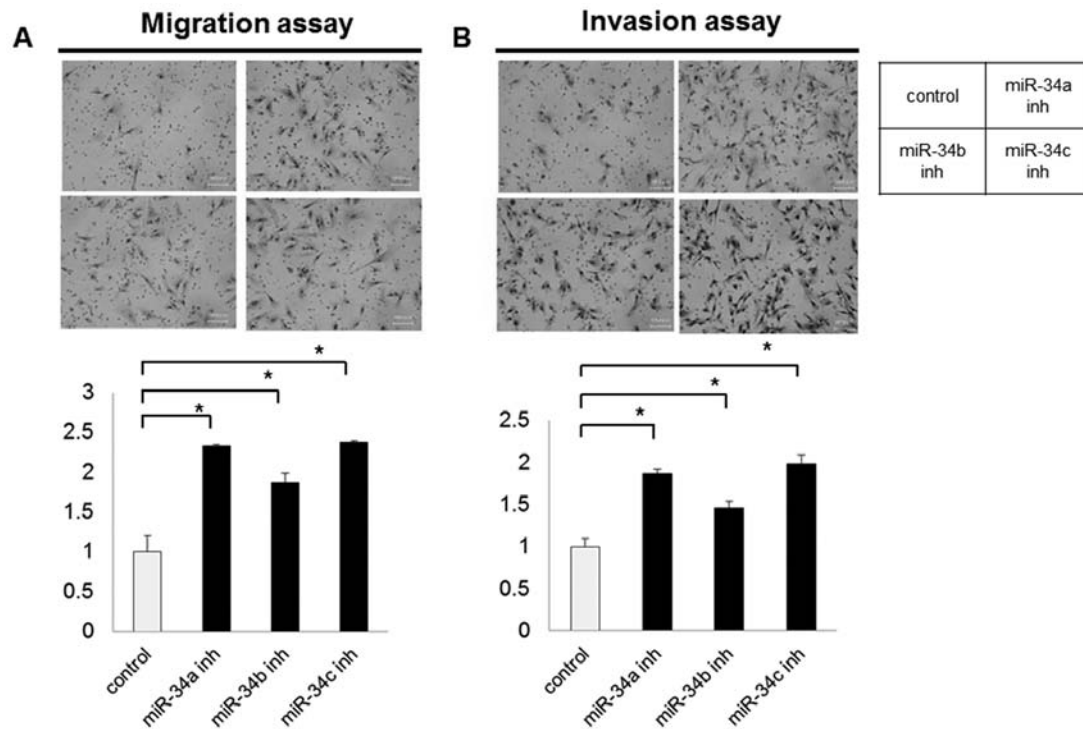 A
Migration assay
B
Invasion assay
control
miR-34a
inh
miR-34b
inh
miR-34c
inh
*
*
*
3
2.5
2
1.5
1
0.5
0
control
miR-34a inh
miR-34b inh
miR-34c inh
*
*
*
2.5
2
1.5
1
0.5
0
control
miR-34a inh
miR-34b inh
miR-34c inh